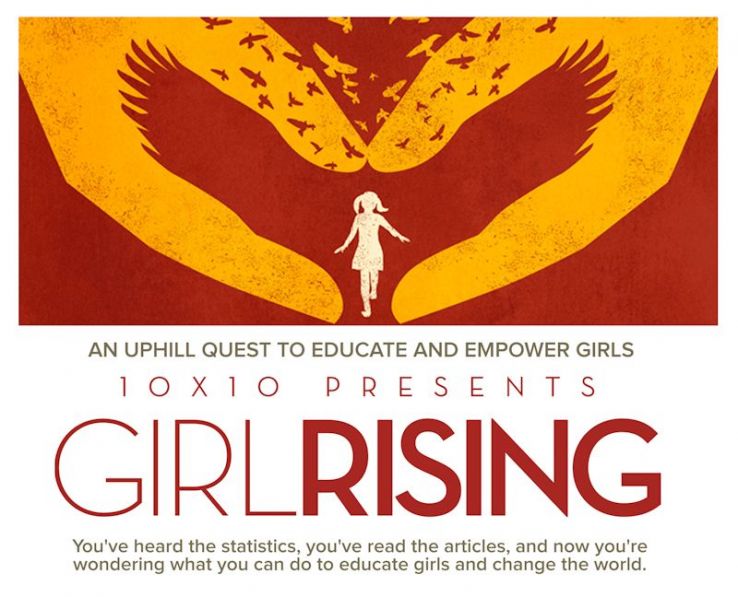 AN UPHILL QUEST TO EDUCATE AND EMPOWER GIRLS
10X10 PRESENTS
GIRLRISING
You've heard the statistics, you've read the articles, and now you're
wondering what you can do to educate girls and change the world.